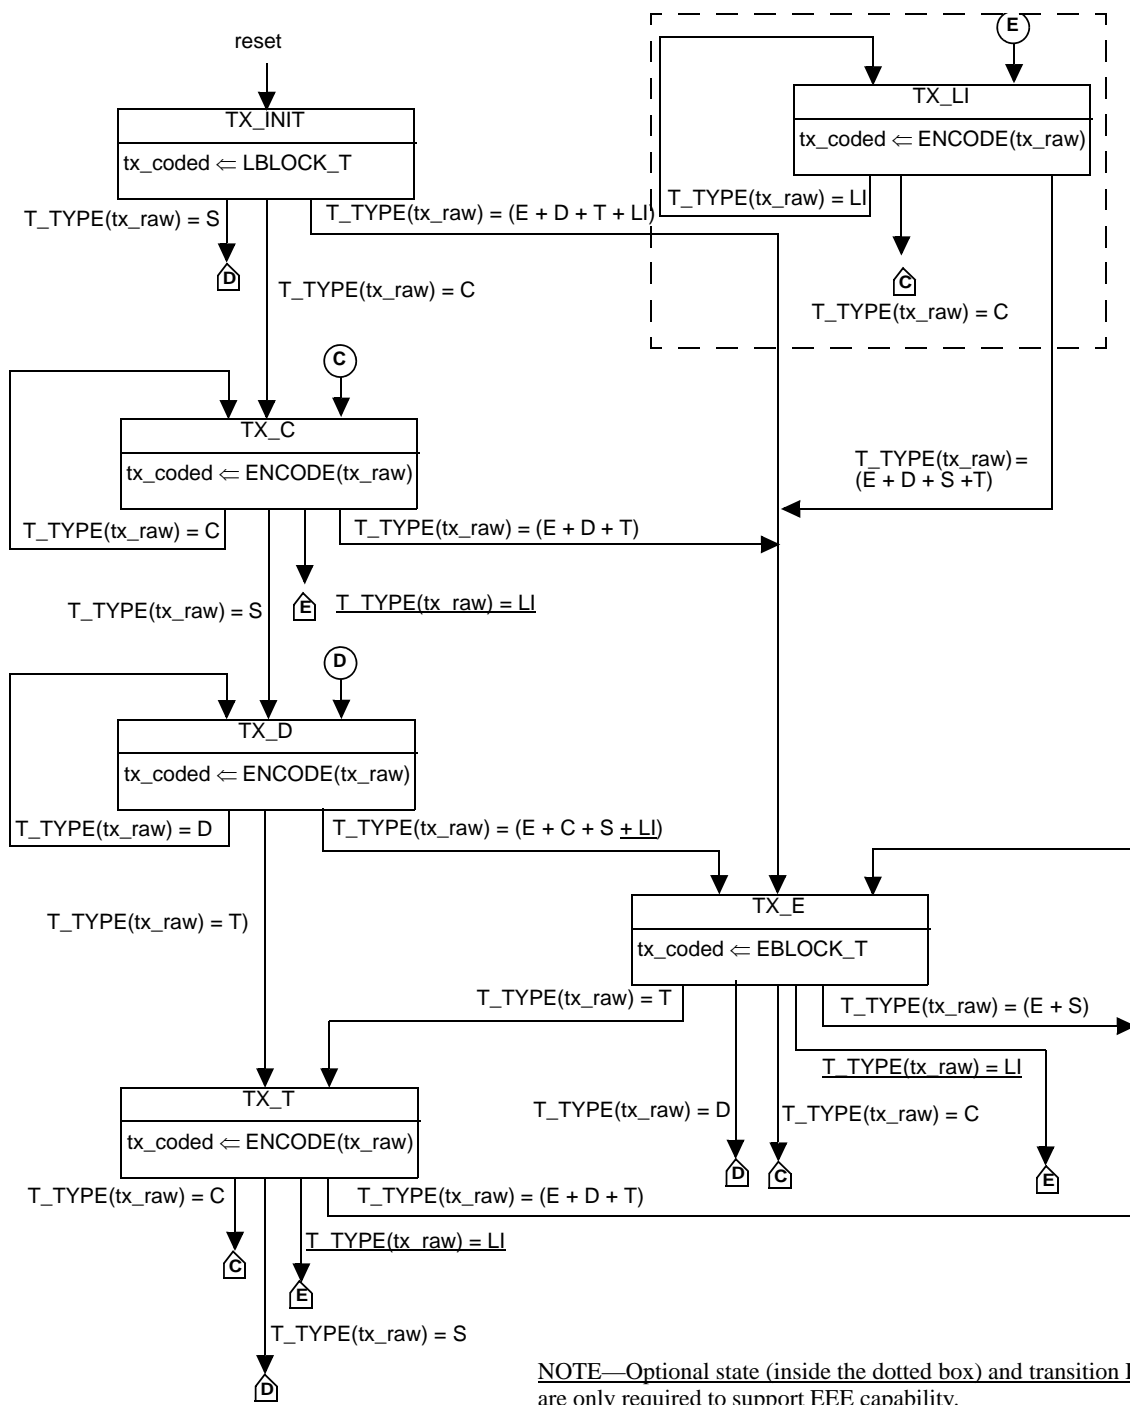 reset
E
TX_INIT
tx_coded ⇐ LBLOCK_T
TX_LI
tx_coded ⇐ ENCODE(tx_raw)
T_TYPE(tx_raw) = S
T_TYPE(tx_raw) = (E + D + T + LI)
T_TYPE(tx_raw) = LI
D
C
T_TYPE(tx_raw) = C
T_TYPE(tx_raw) = C
C
TX_C
tx_coded ⇐ ENCODE(tx_raw)
T_TYPE(tx_raw) =
(E + D + S +T)
T_TYPE(tx_raw) = C
T_TYPE(tx_raw) = (E + D + T)
T_TYPE(tx_raw) = S
E
T_TYPE(tx_raw) = LI
D
TX_D
tx_coded ⇐ ENCODE(tx_raw)
T_TYPE(tx_raw) = D
T_TYPE(tx_raw) = (E + C + S + LI)
T_TYPE(tx_raw) = T)
TX_E
tx_coded ⇐ EBLOCK_T
T_TYPE(tx_raw) = T
T_TYPE(tx_raw) = (E + S)
T_TYPE(tx_raw) = LI
T_TYPE(tx_raw) = D
T_TYPE(tx_raw) = C
D
C
E
TX_T
tx_coded ⇐ ENCODE(tx_raw)
T_TYPE(tx_raw) = C
T_TYPE(tx_raw) = (E + D + T)
T_TYPE(tx_raw) = LI
C
E
T_TYPE(tx_raw) = S
D
NOTE—Optional state (inside the dotted box) and transition
are only required to support EEE capability.